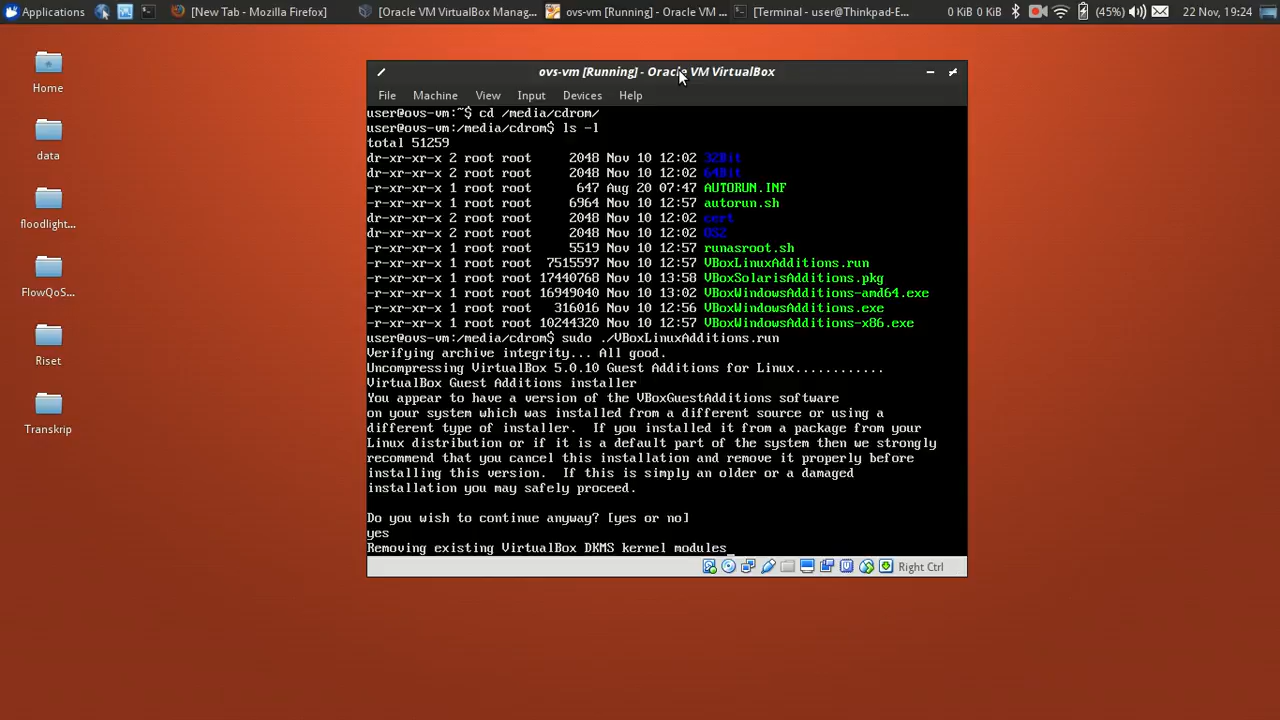 Applications
[New Tab - Mozilla Firefox]
[Oracle VM VirtualBox Manag...
ovs-vm [Running] - Oracle VM ...
[Terminal - user@Thinkpad-E...
0 KiB 0 KiB
(45%)
22 Nov, 19:24
Home
data
floodlight...
FlowQoS...
Riset
Transkrip
ovs-vm [Running] - Oracle VM VirtualBox
File Machine View Input Devices Help
user@ovs-vm:~$ cd /media/cdrom/
user@ovs-vm:/media/cdrom$ ls -l
total 51259
dr-xr-xr-x 2 root root 2048 Nov 10 12:02 32Bit
dr-xr-xr-x 2 root root 2048 Nov 10 12:02 64Bit
-r-xr-xr-x 1 root root 647 Aug 20 07:47 AUTORUN.INF
-r-xr-xr-x 1 root root 6964 Nov 10 12:57 autorun.sh
dr-xr-xr-x 2 root root 2048 Nov 10 12:02 cert
dr-xr-xr-x 2 root root 2048 Nov 10 12:02 OS2
-r-xr-xr-x 1 root root 5519 Nov 10 12:57 runasroot.sh
-r-xr-xr-x 1 root root 7515597 Nov 10 12:57 VBoxLinuxAdditions.run
-r-xr-xr-x 1 root root 17440768 Nov 10 13:58 VBoxSolarisAdditions.pkg
-r-xr-xr-x 1 root root 16949040 Nov 10 13:02 VBoxWindowsAdditions-amd64.exe
-r-xr-xr-x 1 root root 316016 Nov 10 12:56 VBoxWindowsAdditions.exe
-r-xr-xr-x 1 root root 10244320 Nov 10 12:57 VBoxWindowsAdditions-x86.exe
user@ovs-vm:/media/cdrom$ sudo ./VBoxLinuxAdditions.run
Verifying archive integrity... All good.
Uncompressing VirtualBox 5.0.10 Guest Additions for Linux............
VirtualBox Guest Additions installer
You appear to have a version of the VBoxGuestAdditions software
on your system which was installed from a different source or using a
different type of installer.  If you installed it from a package from your
Linux distribution or if it is a default part of the system then we strongly
recommend that you cancel this installation and remove it properly before
installing this version.  If this is simply an older or a damaged
installation you may safely proceed.
Do you wish to continue anyway? [yes or no]
yes
Removing existing VirtualBox DKMS kernel modules_
Right Ctrl